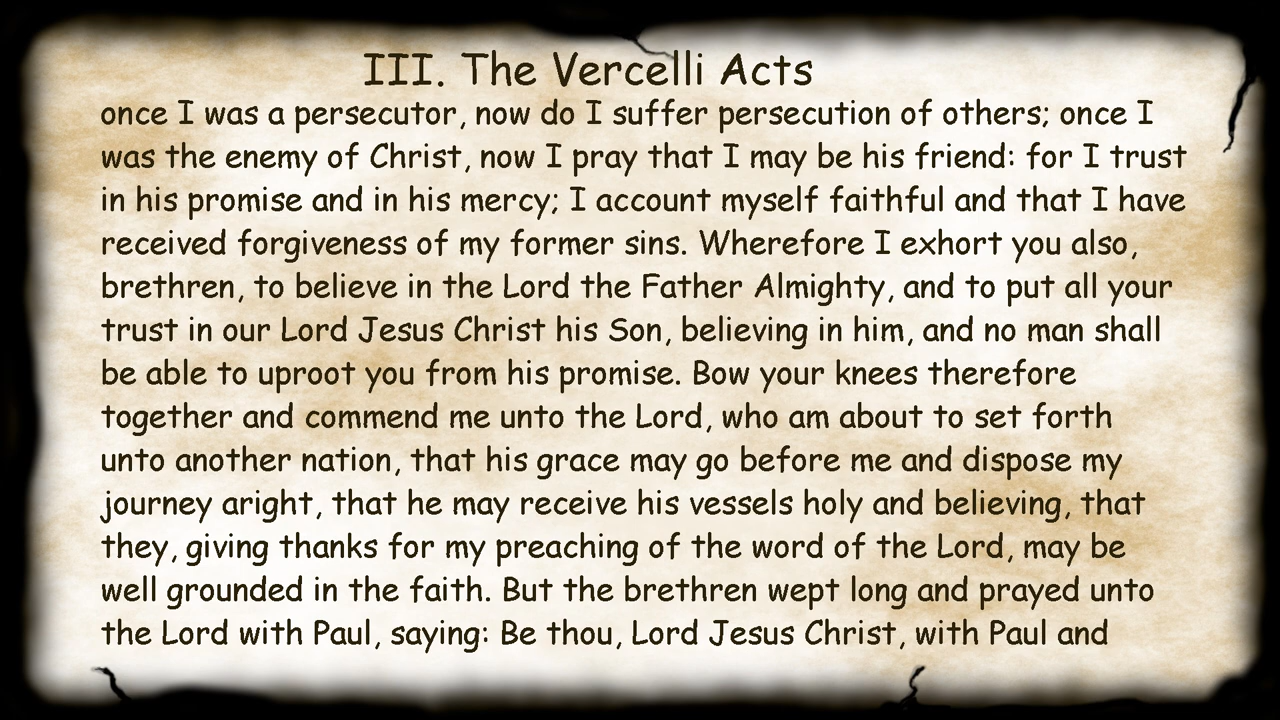 III. The Vercelli Acts
once I was a persecutor, now do I suffer persecution of others; once I
was the enemy of Christ, now I pray that I may be his friend: for I trust
in his promise and in his mercy; I account myself faithful and that I have
received forgiveness of my former sins. Wherefore I exhort you also,
brethren, to believe in the Lord the Father Almighty, and to put all your
trust in our Lord Jesus Christ his Son, believing in him, and no man shall
be able to uproot you from his promise. Bow your knees therefore
together and commend me unto the Lord, who am about to set forth
unto another nation, that his grace may go before me and dispose my
journey aright, that he may receive his vessels holy and believing, that
they, giving thanks for my preaching of the word of the Lord, may be
well grounded in the faith. But the brethren wept long and prayed unto
the Lord with Paul, saying: Be thou, Lord Jesus Christ, with Paul and